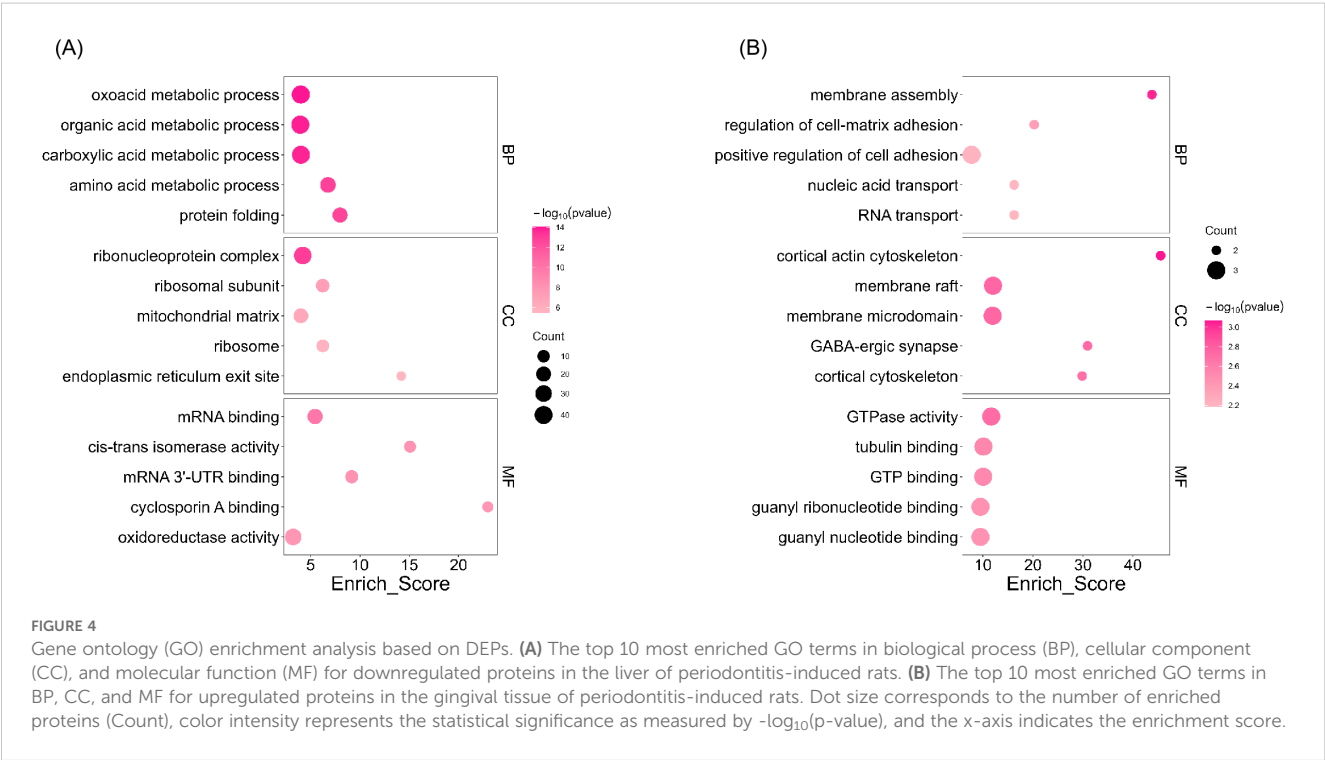 (A)
oxoacid metabolic process
organic acid metabolic process
carboxylic acid metabolic process
amino acid metabolic process
protein folding
BP
ribonucleoprotein complex
ribosomal subunit
mitochondrial matrix
ribosome
endoplasmic reticulum exit site
CC
mRNA binding
cis-trans isomerase activity
mRNA 3'-UTR binding
cyclosporin A binding
oxidoreductase activity
MF
5 10 15 20
Enrich_Score
−log10(pvalue)
14
12
10
8
6
Count
10
20
30
40
(B)
membrane assembly
regulation of cell-matrix adhesion
positive regulation of cell adhesion
nucleic acid transport
RNA transport
BP
cortical actin cytoskeleton
membrane raft
membrane microdomain
GABA-ergic synapse
cortical cytoskeleton
CC
GTPase activity
tubulin binding
GTP binding
guanyl ribonucleotide binding
guanyl nucleotide binding
MF
10 20 30 40
Enrich_Score
Count
2
3
−log10(pvalue)
3.0
2.8
2.6
2.4
2.2
FIGURE 4
Gene ontology (GO) enrichment analysis based on DEPs. (A) The top 10 most enriched GO terms in biological process (BP), cellular component
(CC), and molecular function (MF) for downregulated proteins in the liver of periodontitis-induced rats. (B) The top 10 most enriched GO terms in
BP, CC, and MF for upregulated proteins in the gingival tissue of periodontitis-induced rats. Dot size corresponds to the number of enriched
proteins (Count), color intensity represents the statistical significance as measured by -log10(p-value), and the x-axis indicates the enrichment score.